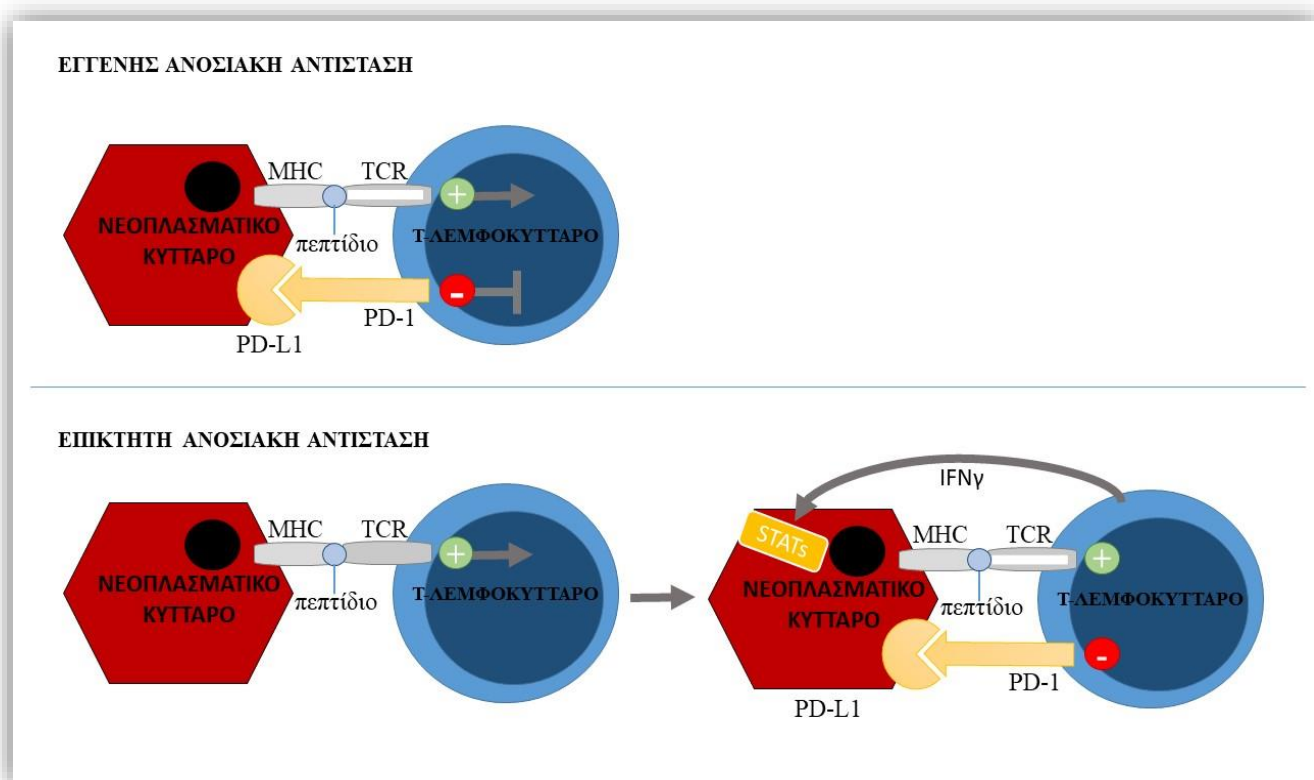 ΕΓΓΕΝΗΣ ΑΝΟΣΙΑΚΗ ΑΝΤΙΣΤΑΣΗ
MHC TCR
ΝΕΟΠΛΑΣΜΑΤΙΚΟ
ΚΥΤΤΑΡΟ
πεπτίδιο
+
Τ-ΛΕΜΦΟΚΥΤΤΑΡΟ
-
PD-1
PD-L1
ΕΠΙΚΤΗΤΗ ΑΝΟΣΙΑΚΗ ΑΝΤΙΣΤΑΣΗ
MHC TCR
ΝΕΟΠΛΑΣΜΑΤΙΚΟ
ΚΥΤΤΑΡΟ
πεπτίδιο
+
Τ-ΛΕΜΦΟΚΥΤΤΑΡΟ
IFNγ
STATs
MHC TCR
ΝΕΟΠΛΑΣΜΑΤΙΚΟ
ΚΥΤΤΑΡΟ
πεπτίδιο
+
Τ-ΛΕΜΦΟΚΥΤΤΑΡΟ
-
PD-1
PD-L1